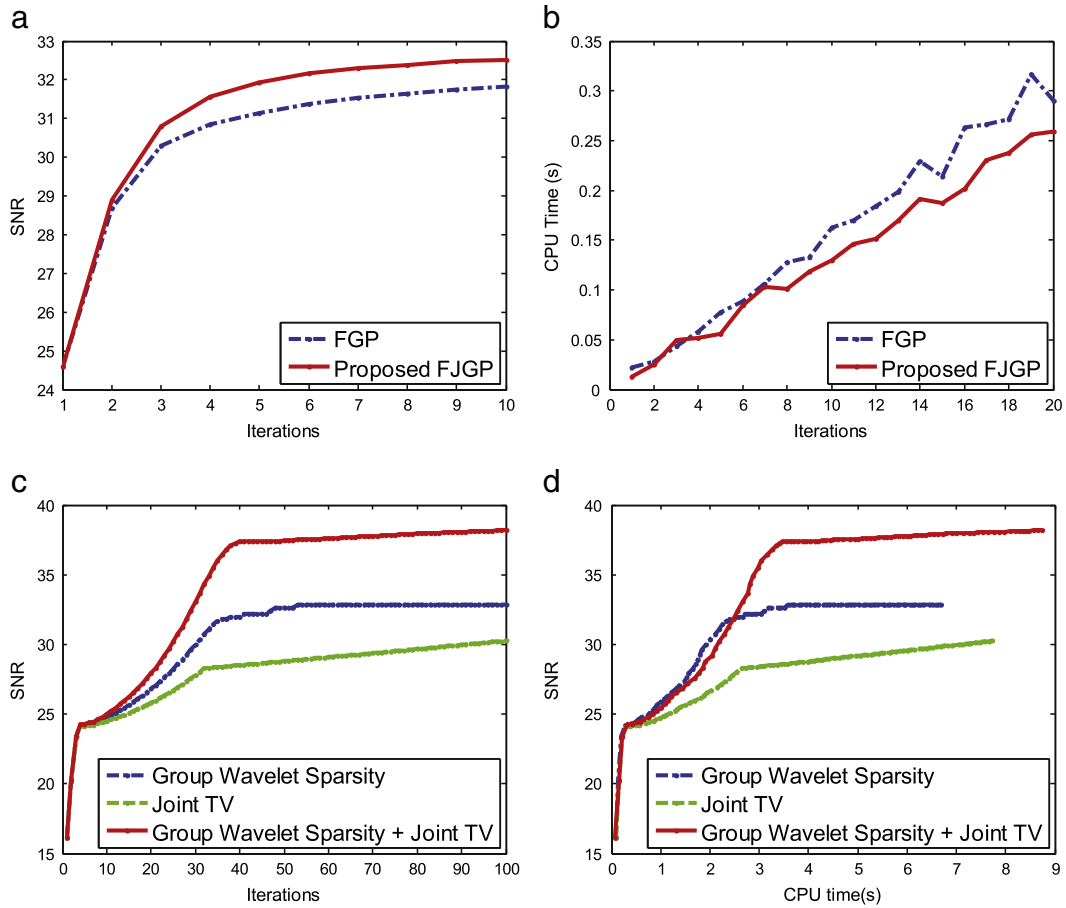 a
33
32
31
30
29
28
27
26
25
24
SNR
1 2 3 4 5 6 7 8 9 10
Iterations
FGP
Proposed FJGP
b
0.35
0.3
0.25
0.2
0.15
0.1
0.05
0
CPU Time (s)
0 2 4 6 8 10 12 14 16 18 20
Iterations
FGP
Proposed FJGP
c
40
35
30
25
20
15
SNR
0 10 20 30 40 50 60 70 80 90 100
Iterations
Group Wavelet Sparsity
Joint TV
Group Wavelet Sparsity + Joint TV
d
40
35
30
25
20
15
SNR
0 1 2 3 4 5 6 7 8 9
CPU time(s)
Group Wavelet Sparsity
Joint TV
Group Wavelet Sparsity + Joint TV